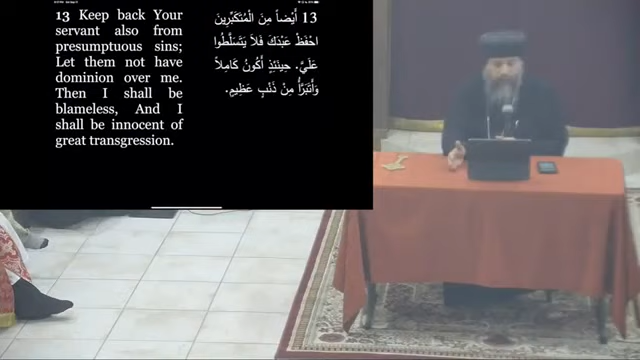 13 Keep back Your
servant also from
presumptuous sins;
Let them not have
dominion over me.
Then I shall be
blameless, And I
shall be innocent of
great transgression.
13 أَيْضاً مِنَ الْمُتَكَبِّرِينَ
احْفَظْ عَبْدَكَ فَلاَ يَتَسَلَّطُوا
عَلَيَّ. حِينَئِذٍ أَكُونُ كَامِلاً
وَأَتَبَرَّأُ مِنْ ذَنْبٍ عَظِيمٍ.